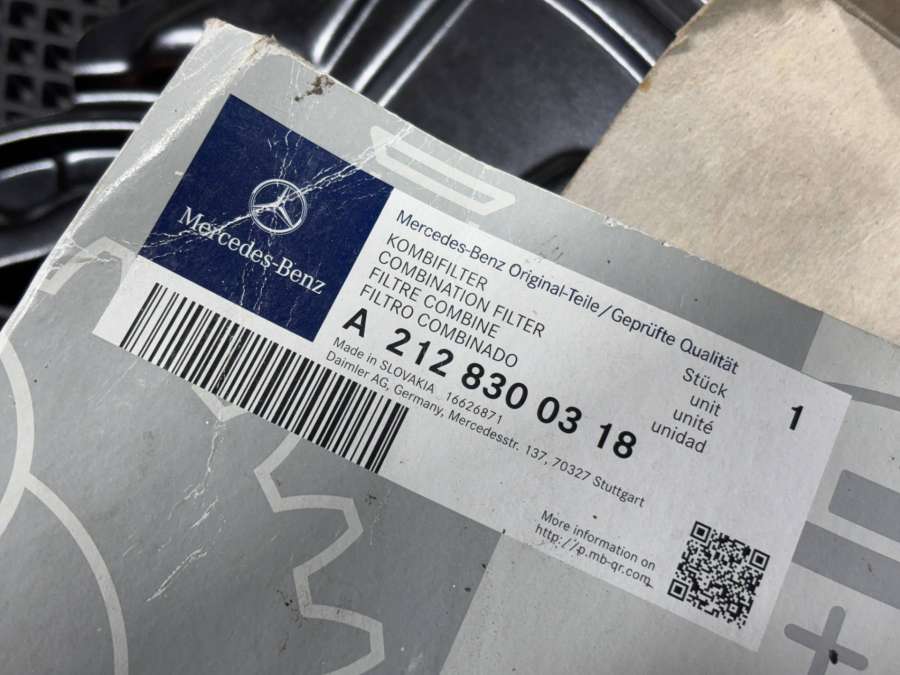 Mercedes-Benz
Mercedes-Benz Original-Teile / Geprüfte Qualität
KOMBIFILTER
COMBINATION FILTER
FILTRE COMBINE
FILTRO COMBINADO
Stück
unit
unité
unidad
1
A 212 830 03 18
Made in SLOVAKIA 16626871
Daimler AG, Germany, Mercedesstr. 137, 70327 Stuttgart
More information on
http://p.mb-qr.com